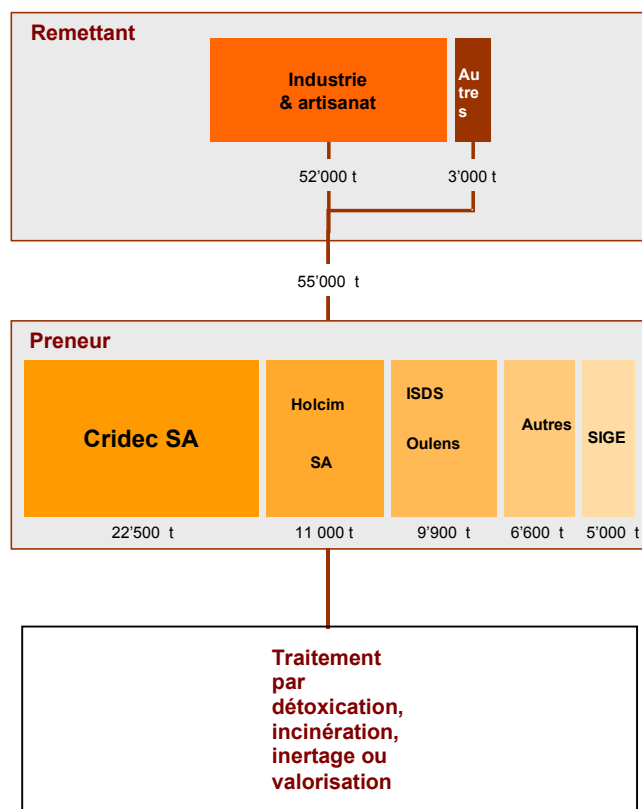 Remettant
Industrie
& artisanat
Au
tre
s
52’000 t
3’000 t
55’000 t
Preneur
Cridec SA
Holcim
SA
ISDS
Oulens
Autres
SIGE
22’500 t
11 000 t
9’900 t
6’600 t
5’000 t
Traitement
par
détoxication,
incinération,
inertage ou
valorisation